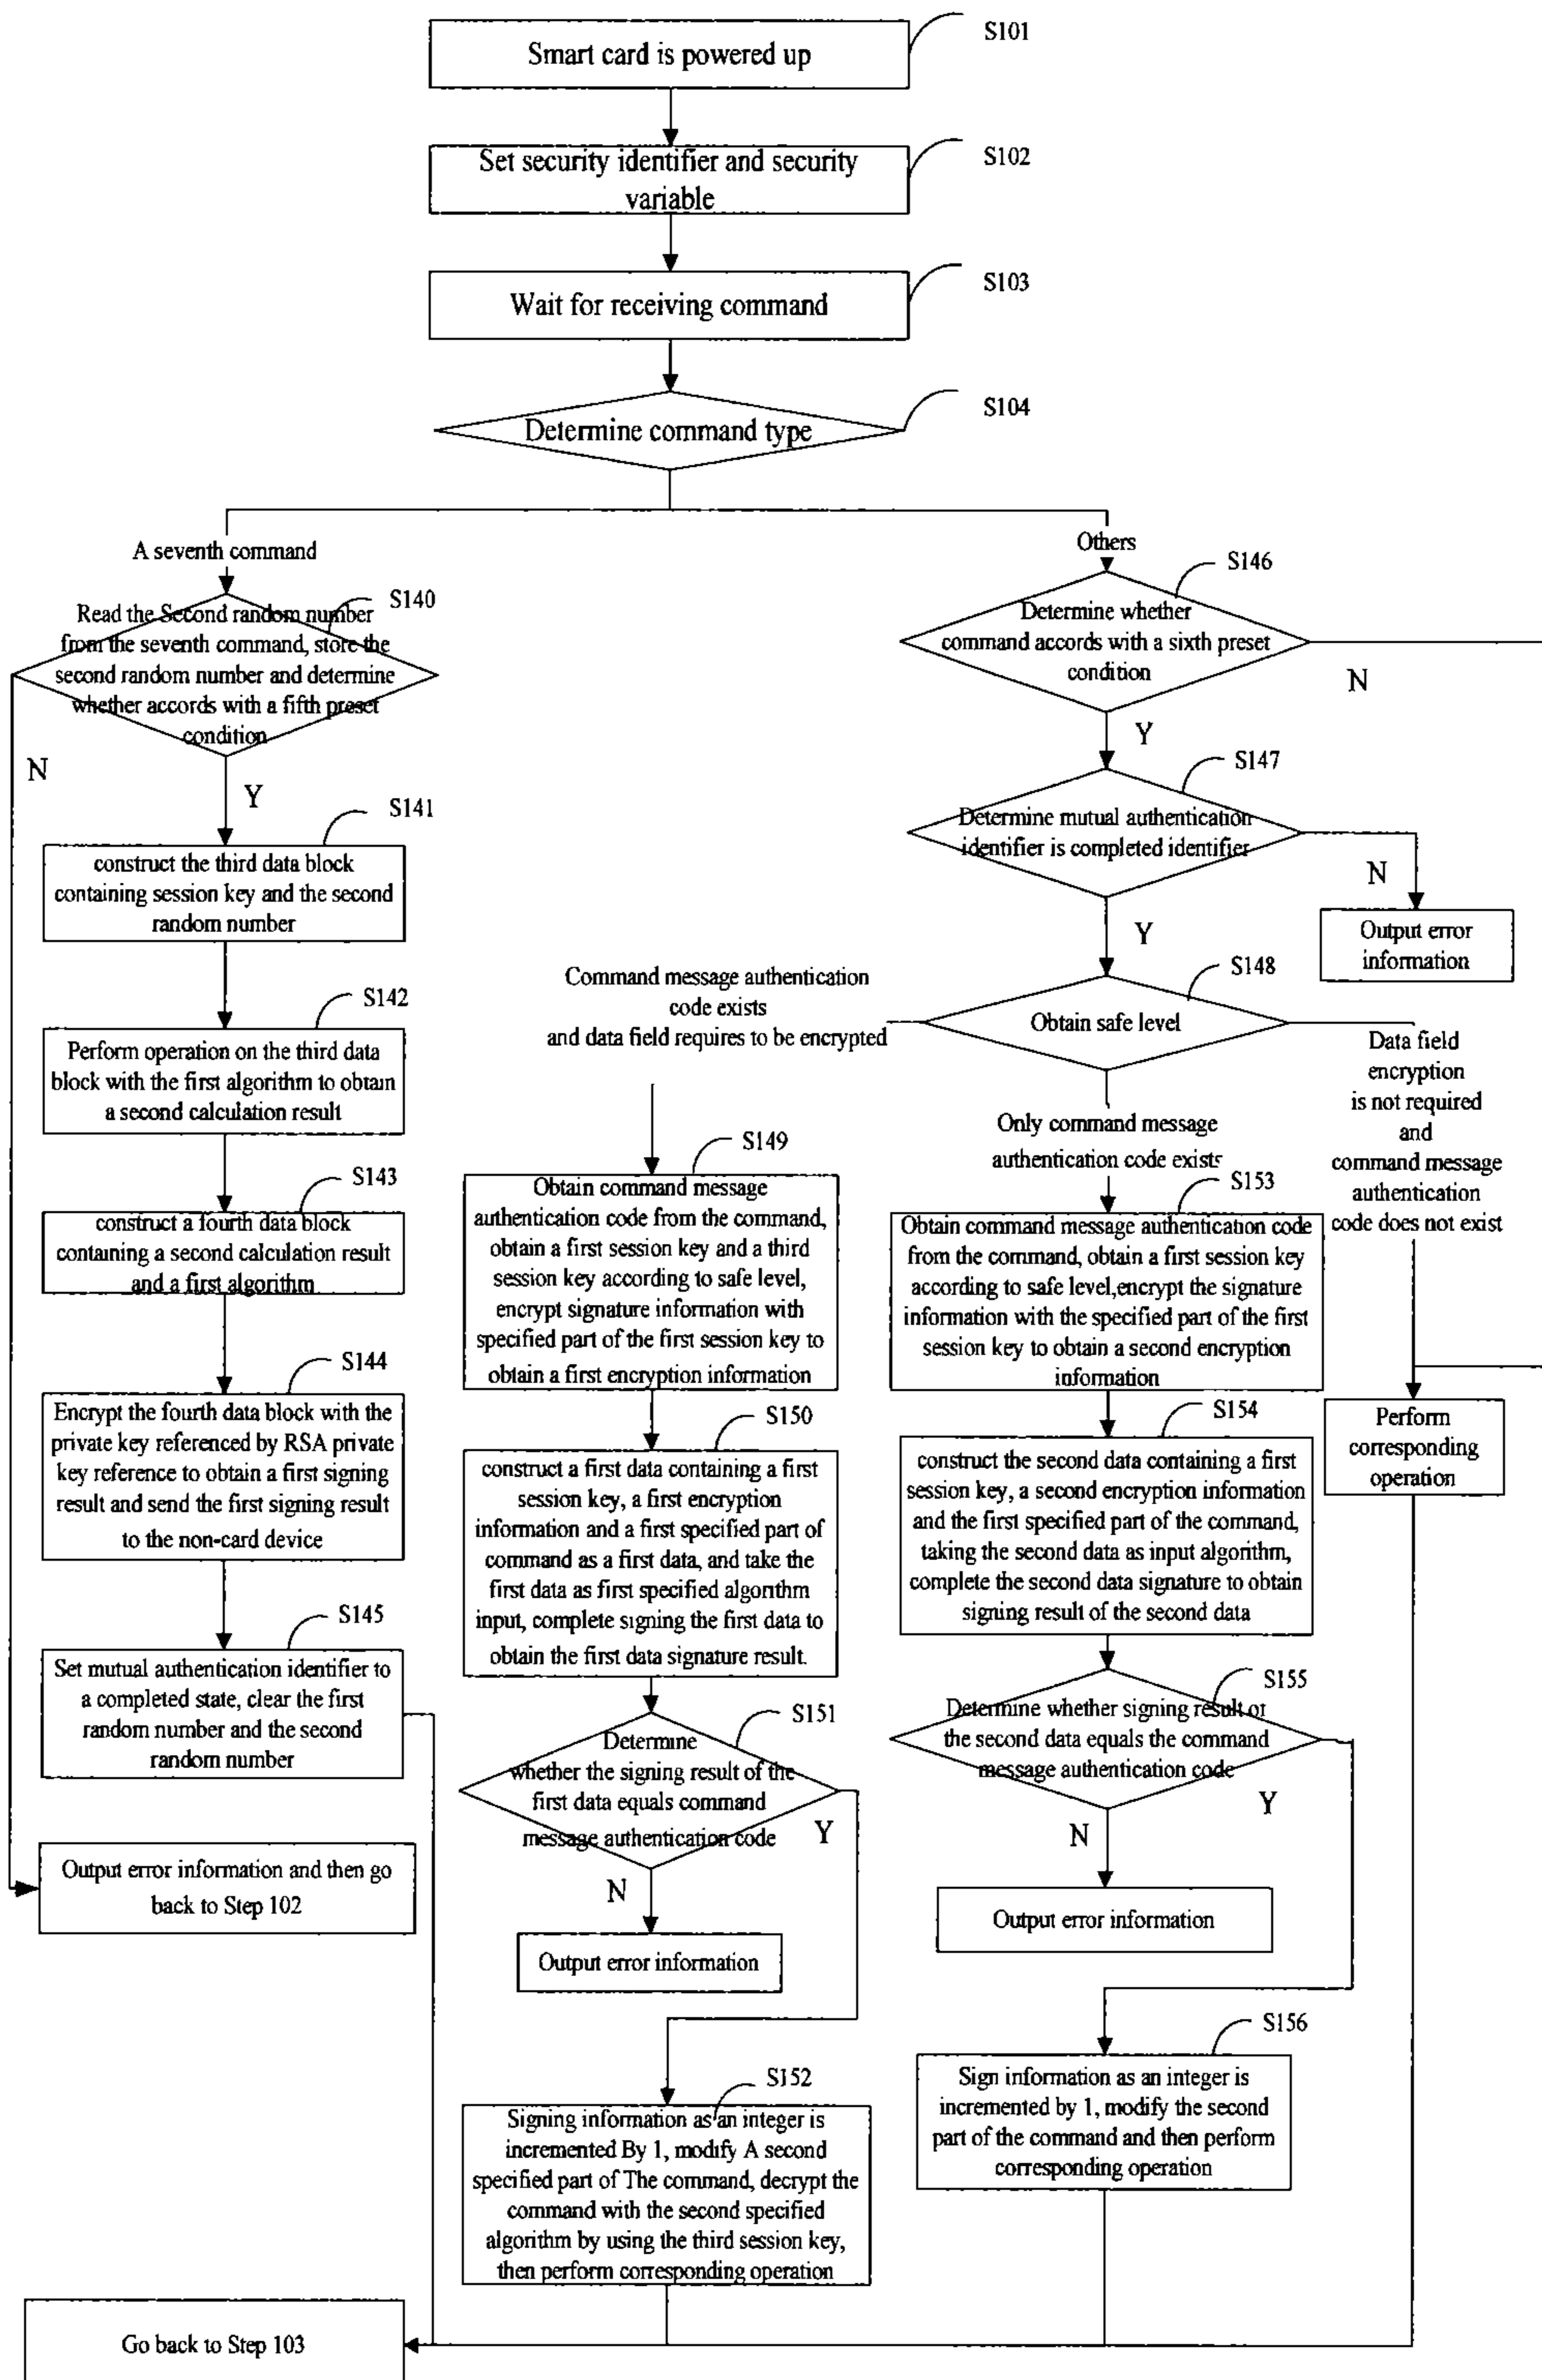 Smart card is powered up
S101
Set security identifier and security
variable
S102
Wait for receiving command
S103
Determine command type
S104
A seventh command
Read the Second random number
from the seventh command, store the
second random number and determine
whether accords with a fifth preset
condition
S140
N
Y
construct the third data block
containing session key and the second
random number
S141
Perform operation on the third data
block with the first algorithm to obtain
a second calculation result
S142
construct a fourth data block
containing a second calculation result
and a first algorithm
S143
Encrypt the fourth data block with the
private key referenced by RSA private
key reference to obtain a first signing
result and send the first signing result
to the non-card device
S144
Set mutual authentication identifier to
a completed state, clear the first
random number and the second
random number
S145
Output error information and then go
back to Step 102
Go back to Step 103
Others
Determine whether
command accords with a sixth preset
condition
S146
N
Y
Determine mutual authentication
identifier is completed identifier
S147
N
Output error
information
Y
Obtain safe level
S148
Command message authentication
code exists
and data field requires to be encrypted
Only command message
authentication code exists
Data field
encryption
is not required
and
command message
authentication
code does not exist
Obtain command message
authentication code from the command,
obtain a first session key and a third
session key according to safe level,
encrypt signature information with
specified part of the first session key to
obtain a first encryption information
S149
construct a first data containing a first
session key, a first encryption
information and a first specified part of
command as a first data, and take the
first data as first specified algorithm
input, complete signing the first data to
obtain the first data signature result.
S150
Determine
whether the signing result of the
first data equals command
message authentication code
S151
Y
N
Output error information
Signing information as an integer is
incremented By 1, modify A second
specified part of The command, decrypt the
command with the second specified
algorithm by using the third session key,
then perform corresponding operation
S152
Obtain command message authentication code
from the command, obtain a first session key
according to safe level,encrypt the signature
information with the specified part of the first
session key to obtain a second encryption
information
S153
construct the second data containing a first
session key, a second encryption information
and the first specified part of the command,
taking the second data as input algorithm,
complete the second data signature to obtain
signing result of the second data
S154
Determine whether signing result of
the second data equals the command
message authentication code
S155
Y
N
Output error information
Sign information as an integer is
incremented by 1, modify the second
part of the command and then perform
corresponding operation
S156
Perform
corresponding
operation